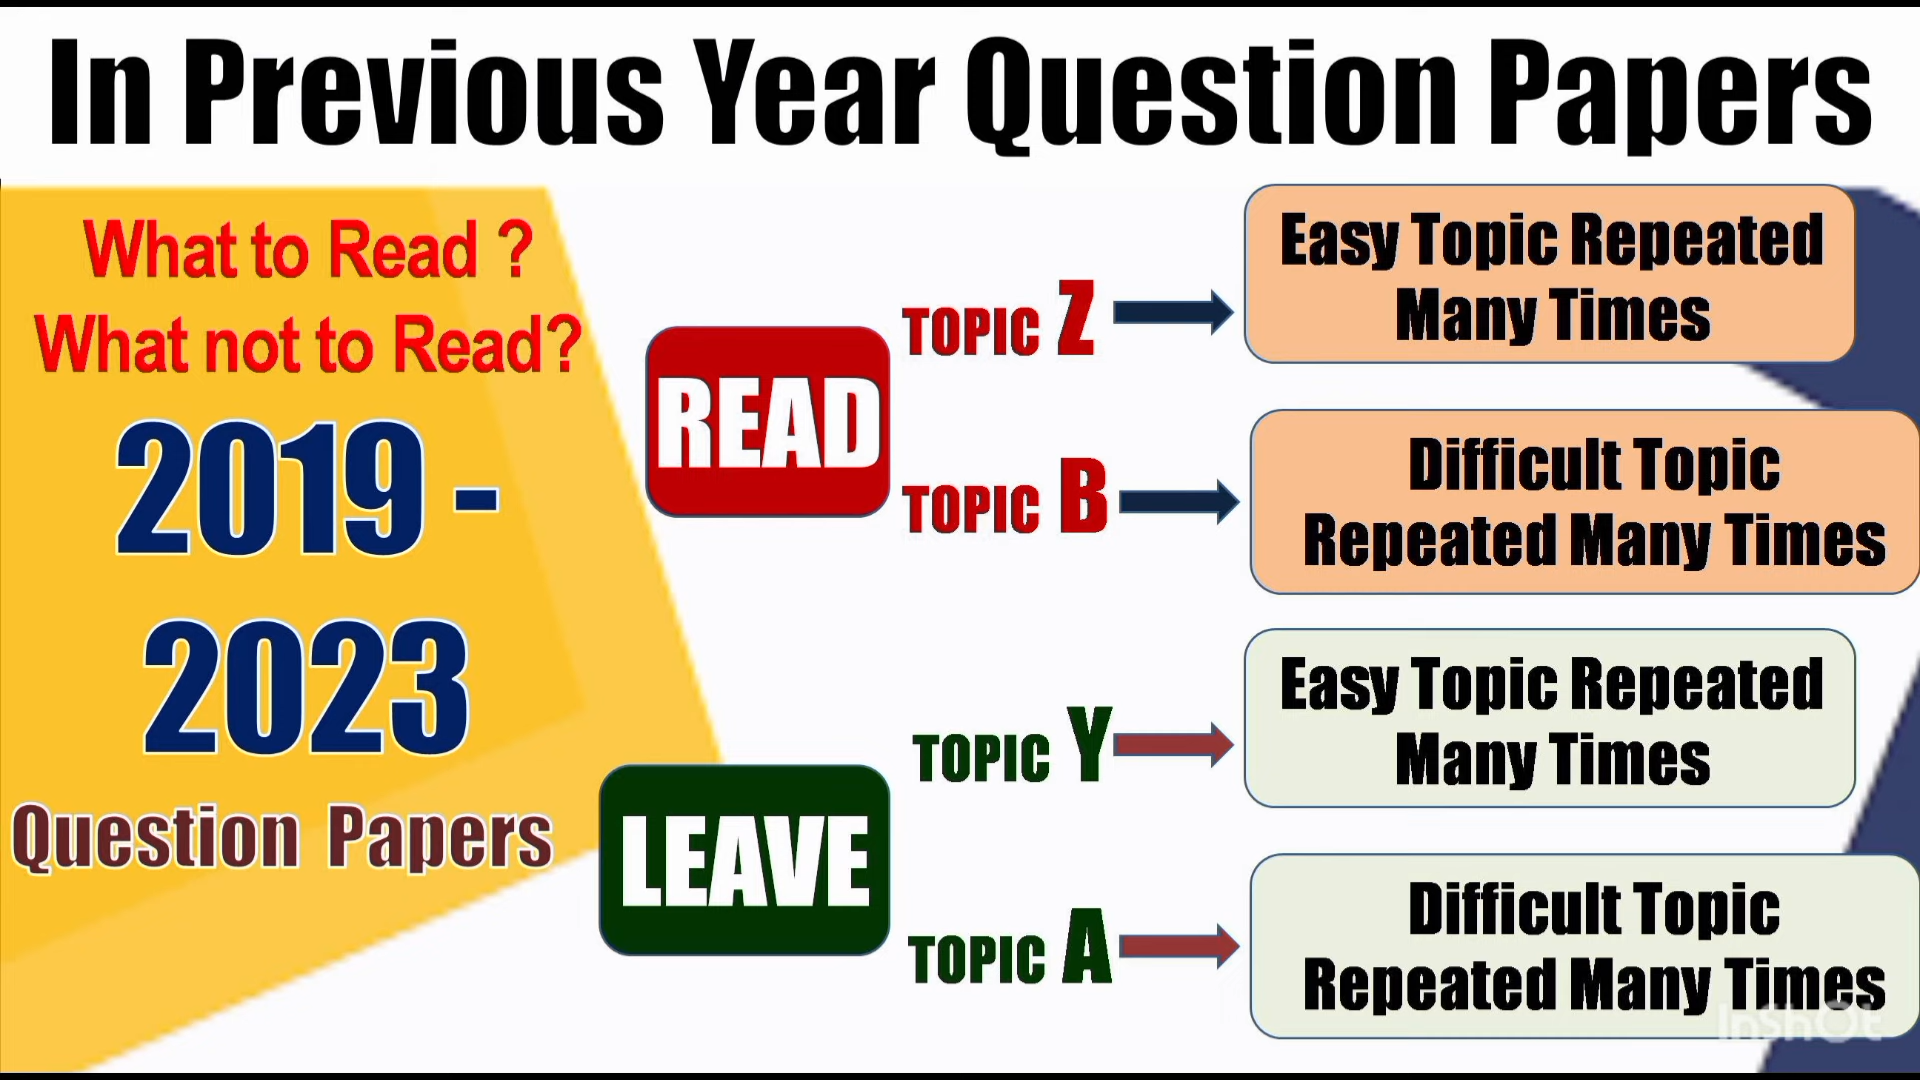 In Previous Year Question Papers
What to Read ?
What not to Read?
2019 -
2023
Question Papers
READ
TOPIC Z
Easy Topic Repeated
Many Times
TOPIC B
Difficult Topic
Repeated Many Times
LEAVE
TOPIC Y
Easy Topic Repeated
Many Times
TOPIC A
Difficult Topic
Repeated Many Times
InShOt